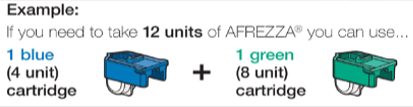 Example:
If you need to take 12 units of AFREZZA® you can use...
1 blue
(4 unit)
cartridge
+
1 green
(8 unit)
cartridge